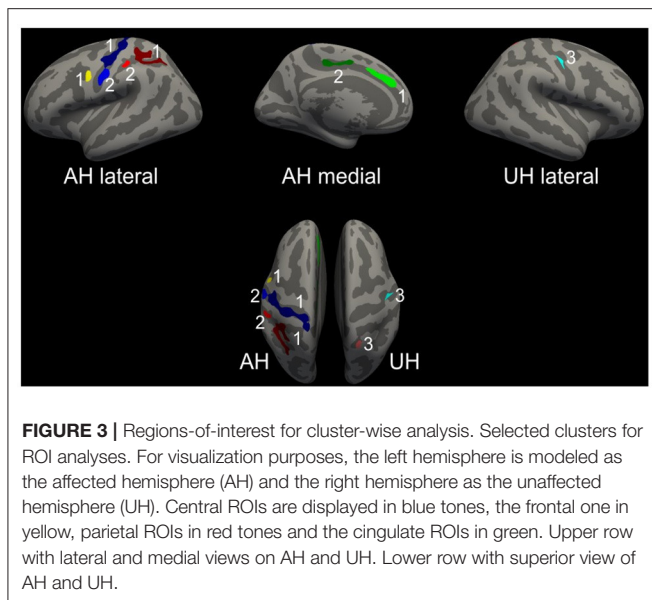 1 1
1 2 2
2 1
3
AH lateral AH medial UH lateral
1
2 1 3
2
1 3
AH UH
FIGURE 3 | Regions-of-interest for cluster-wise analysis. Selected clusters for
ROI analyses. For visualization purposes, the left hemisphere is modeled as
the affected hemisphere (AH) and the right hemisphere as the unaffected
hemisphere (UH). Central ROIs are displayed in blue tones, the frontal one in
yellow, parietal ROIs in red tones and the cingulate ROIs in green. Upper row
with lateral and medial views on AH and UH. Lower row with superior view of
AH and UH.